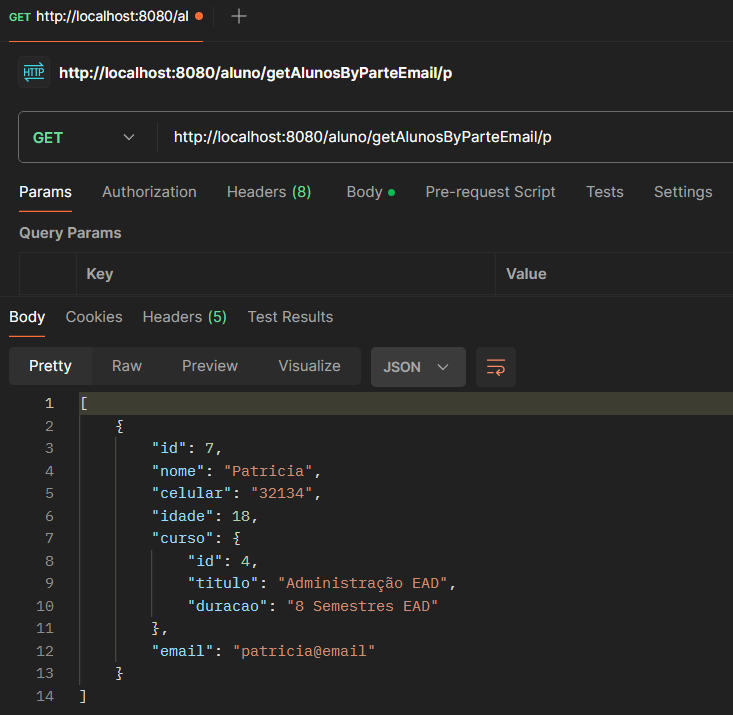 GET http://localhost:8080/al
HTTP http://localhost:8080/aluno/getAlunosByParteEmail/p
GET http://localhost:8080/aluno/getAlunosByParteEmail/p
Params Authorization Headers (8) Body Pre-request Script Tests Settings
Query Params
Key Value
Body Cookies Headers (5) Test Results
Pretty Raw Preview Visualize JSON
1 [
2 {
3 "id": 7,
4 "nome": "Patricia",
5 "celular": "32134",
6 "idade": 18,
7 "curso": {
8 "id": 4,
9 "titulo": "Administração EAD",
10 "duracao": "8 Semestres EAD"
11 },
12 "email": "patricia@email"
13 }
14 ]